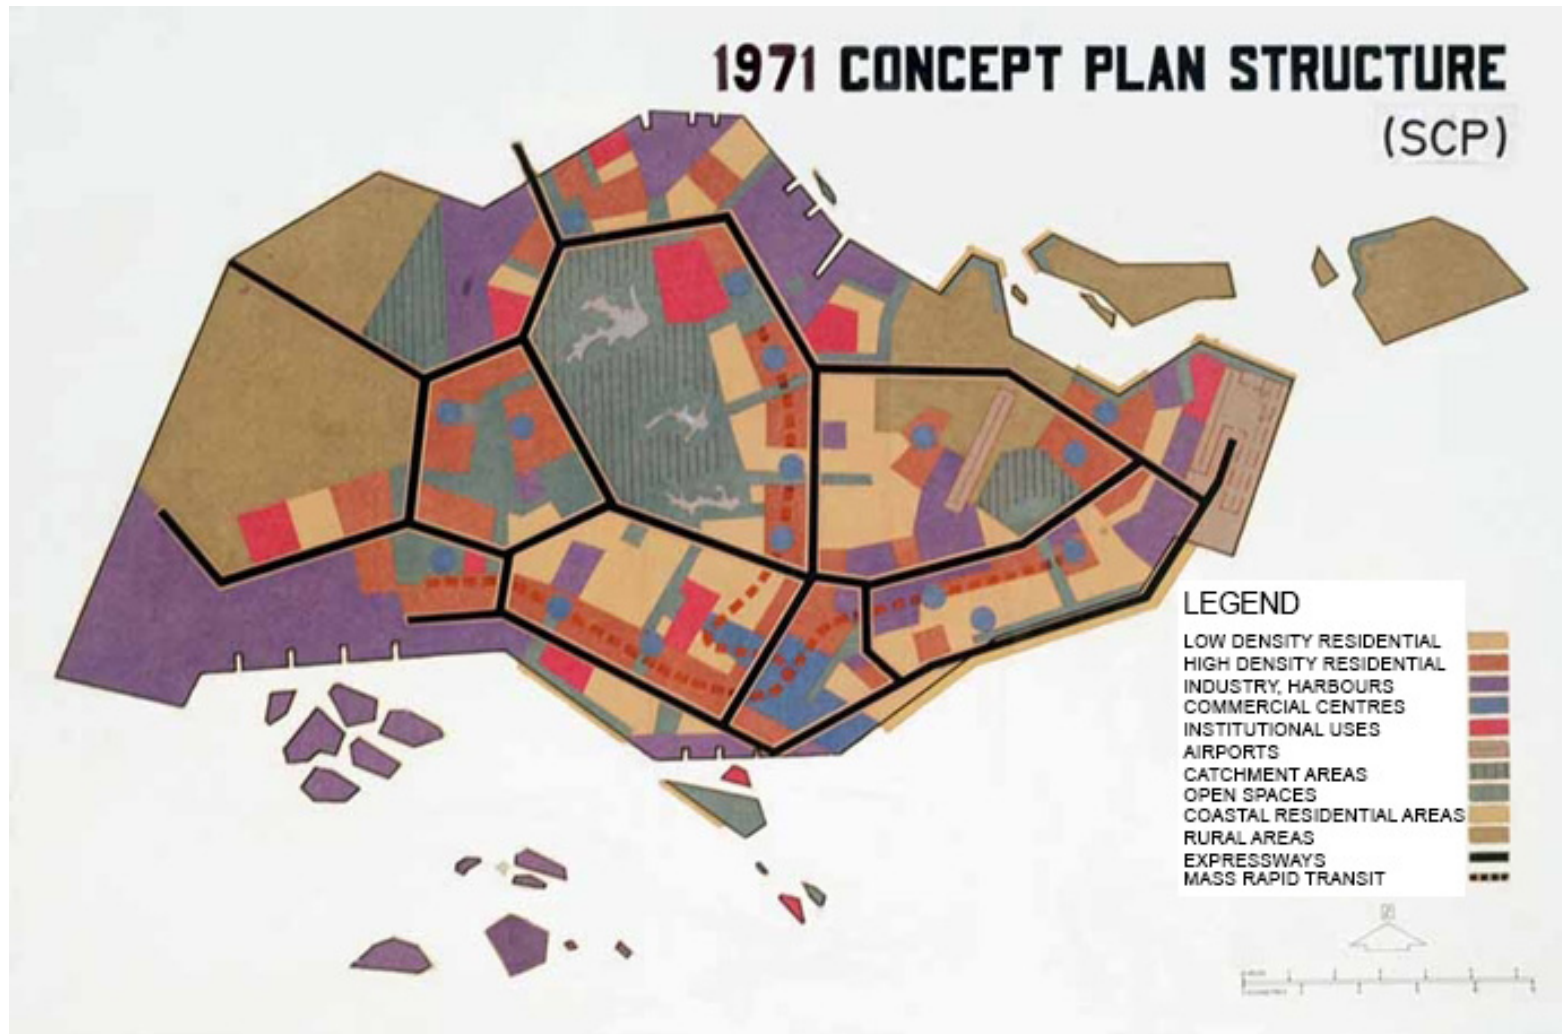 1971 CONCEPT PLAN STRUCTURE
(SCP)
LEGEND
LOW DENSITY RESIDENTIAL
HIGH DENSITY RESIDENTIAL
INDUSTRY, HARBOURS
COMMERCIAL CENTRES
INSTITUTIONAL USES
AIRPORTS
CATCHMENT AREAS
OPEN SPACES
COASTAL RESIDENTIAL AREAS
RURAL AREAS
EXPRESSWAYS
MASS RAPID TRANSIT